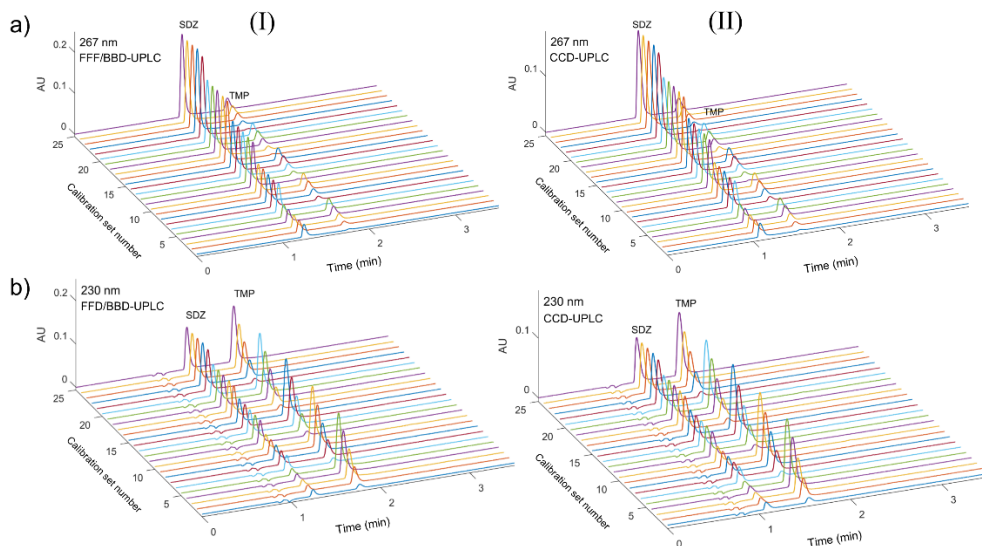 a)
(I)
267 nm
FFF/BBD-UPLC
SDZ
TMP
AU
0.2
0.1
0
25
20
15
10
5
Calibration set number
0
1
2
3
Time (min)
(II)
267 nm
CCD-UPLC
SDZ
TMP
AU
0.1
0
25
20
15
10
5
Calibration set number
0
1
2
3
Time (min)
b)
230 nm
FFD/BBD-UPLC
SDZ
TMP
AU
0.2
0.1
0
25
20
15
10
5
Calibration set number
0
1
2
3
Time (min)
230 nm
CCD-UPLC
SDZ
TMP
AU
0.1
0
25
20
15
10
5
Calibration set number
0
1
2
3
Time (min)